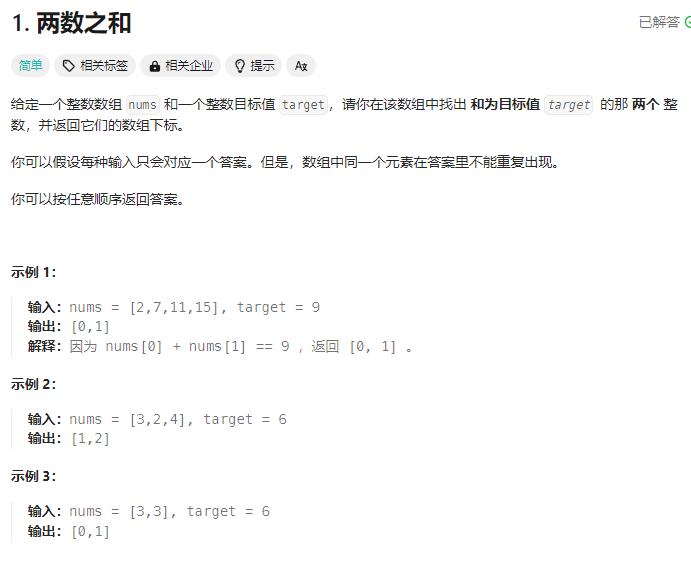 1. 两数之和
已解答
简单 相关标签 相关企业 提示
给定一个整数数组 nums 和一个整数目标值 target，请你在该数组中找出 和为目标值 target 的那 两个 整
数，并返回它们的数组下标。
你可以假设每种输入只会对应一个答案。但是，数组中同一个元素在答案里不能重复出现。
你可以按任意顺序返回答案。
示例 1：
输入：nums = [2,7,11,15], target = 9
输出：[0,1]
解释：因为 nums[0] + nums[1] == 9 ，返回 [0, 1] 。
示例 2：
输入：nums = [3,2,4], target = 6
输出：[1,2]
示例 3：
输入：nums = [3,3], target = 6
输出：[0,1]